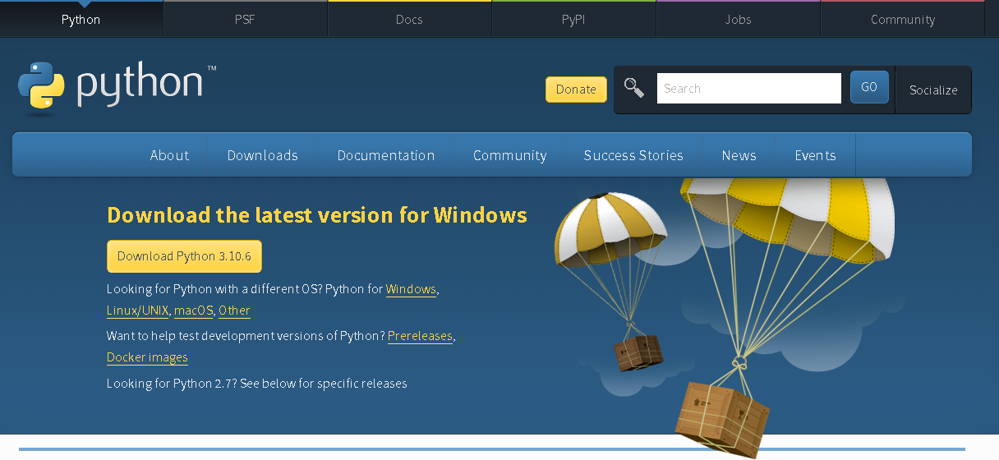 Python PSF Docs PyPI Jobs Community
python™
Donate Search GO Socialize
About Downloads Documentation Community Success Stories News Events
Download the latest version for Windows
Download Python 3.10.6
Looking for Python with a different OS? Python for Windows,
Linux/UNIX, macOS, Other
Want to help test development versions of Python? Prereleases,
Docker images
Looking for Python 2.7? See below for specific releases